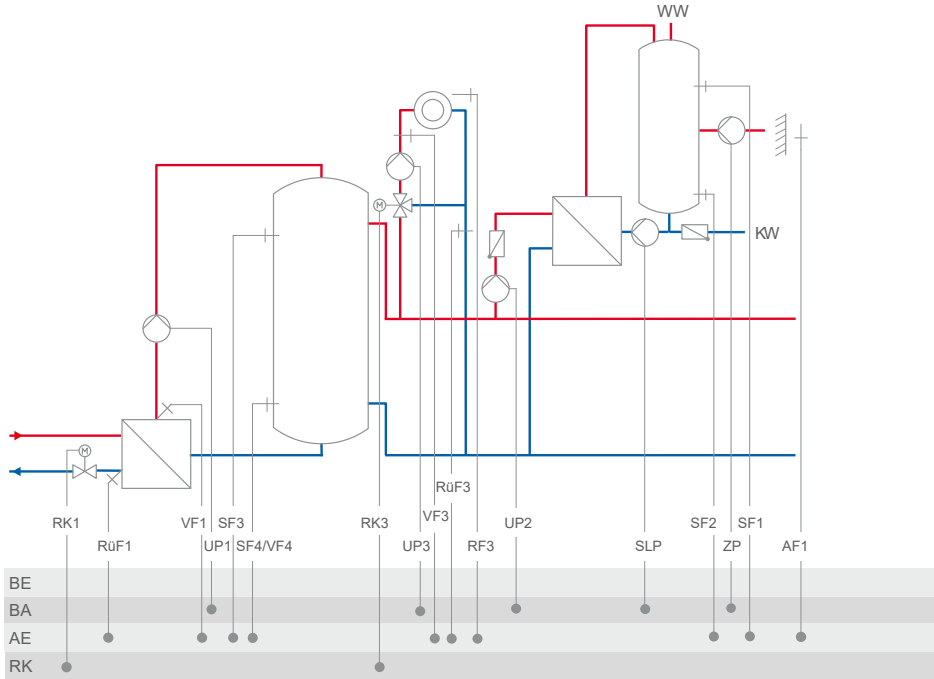 WW
KW
M
M
RüF3
RK1 VF1 SF3 RK3 VF3 UP2 SF2 SF1
RüF1 UP1 SF4/VF4 UP3 RF3 SLP ZP AF1
BE
BA
AE
RK